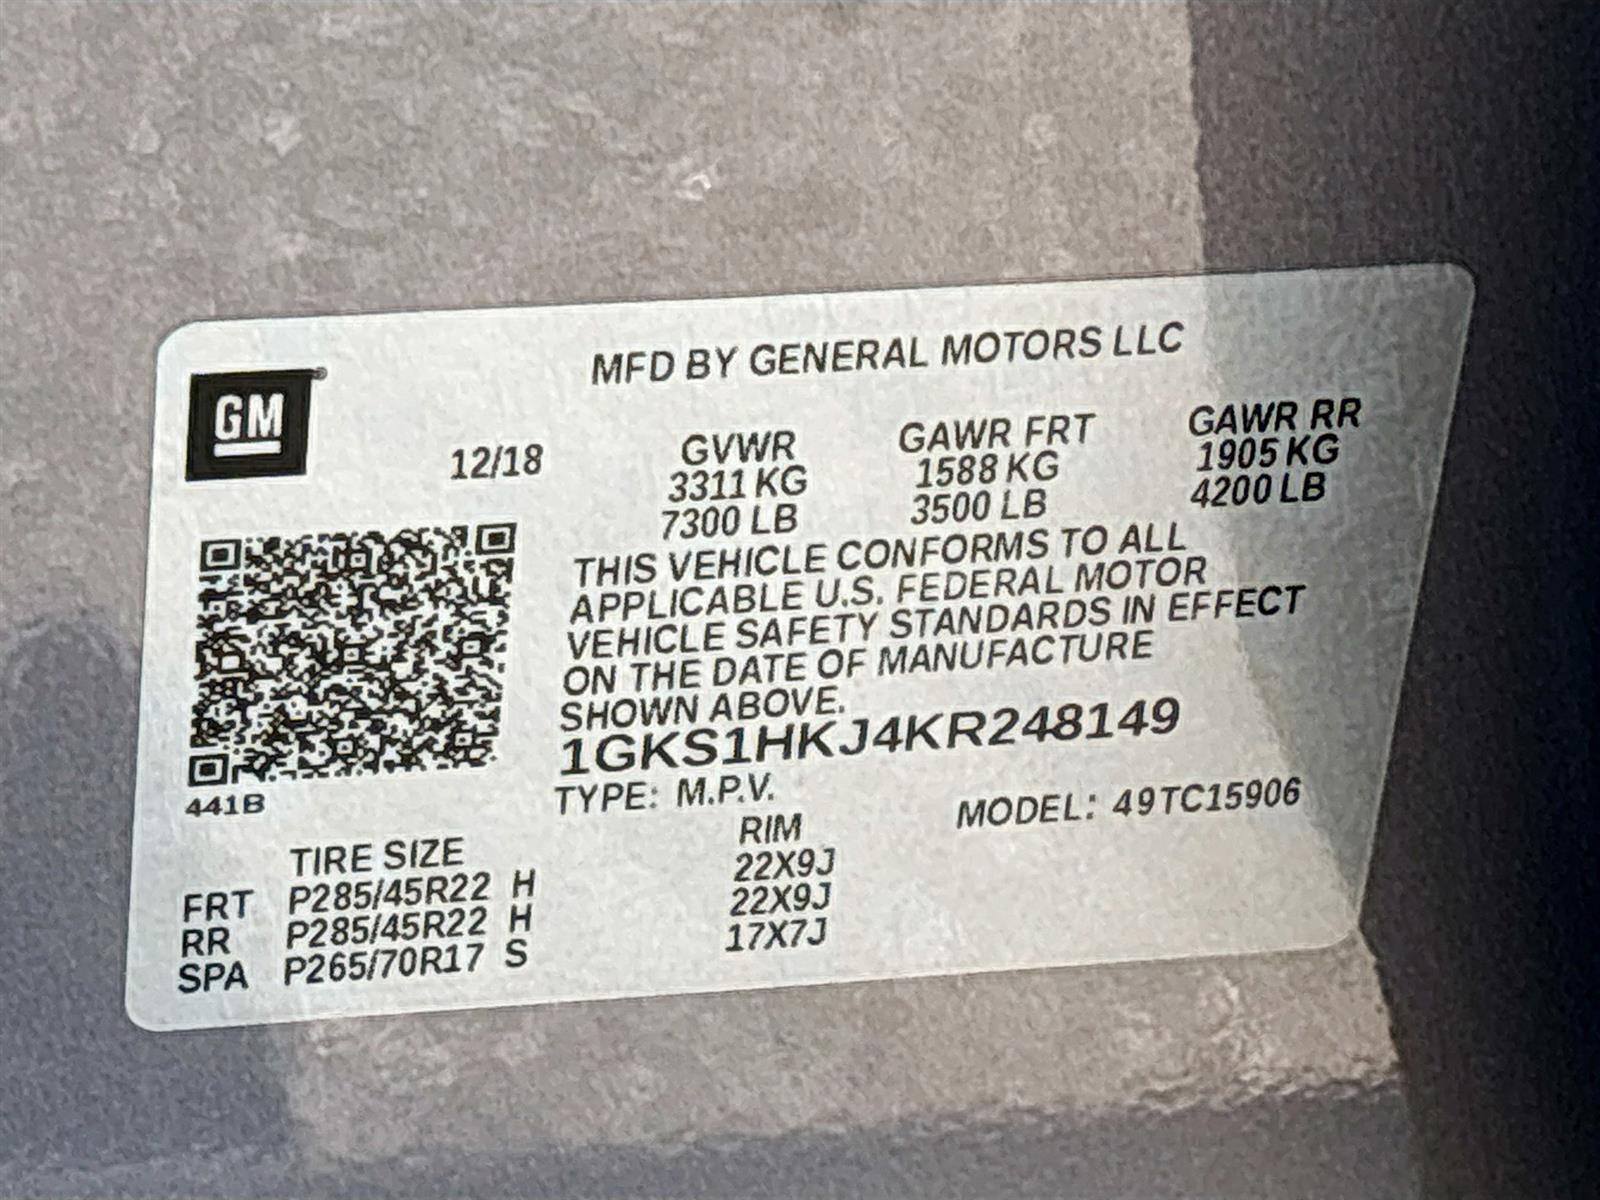 GM
MFD BY GENERAL MOTORS LLC
12/18
GVWR
3311 KG
7300 LB
GAWR FRT
1588 KG
3500 LB
GAWR RR
1905 KG
4200 LB
THIS VEHICLE CONFORMS TO ALL
APPLICABLE U.S. FEDERAL MOTOR
VEHICLE SAFETY STANDARDS IN EFFECT
ON THE DATE OF MANUFACTURE
SHOWN ABOVE.
1GKS1HKJ4KR248149
441B
TYPE: M.P.V.
MODEL: 49TC15906
TIRE SIZE RIM
FRT P285/45R22 H 22X9J
RR P285/45R22 H 22X9J
SPA P265/70R17 S 17X7J